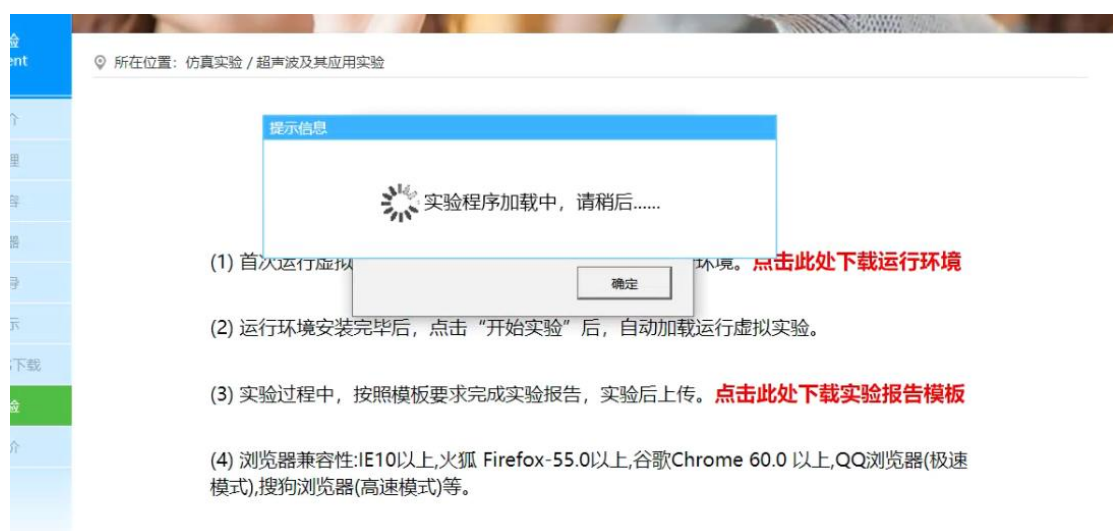 验
ent
所在位置：仿真实验 / 超声波及其应用实验
介
理
容
器
导
示
下载
验
介
提示信息
实验程序加载中，请稍后......
确定
(1) 首次运行虚拟 环境。点击此处下载运行环境
(2) 运行环境安装完毕后，点击“开始实验”后，自动加载运行虚拟实验。
(3) 实验过程中，按照模板要求完成实验报告，实验后上传。点击此处下载实验报告模板
(4) 浏览器兼容性:IE10以上,火狐 Firefox-55.0以上,谷歌Chrome 60.0 以上,QQ浏览器(极速
模式),搜狗浏览器(高速模式)等。